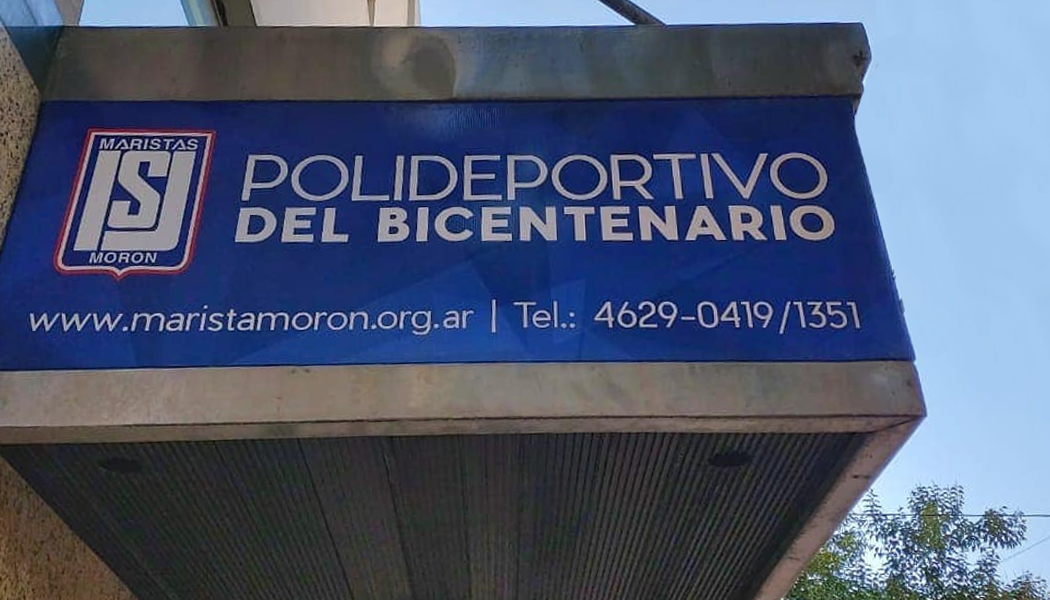 MARISTAS
ISJ
MORON
POLIDEPORTIVO
DEL BICENTENARIO
www.maristamoron.org.ar | Tel.: 4629-0419/1351